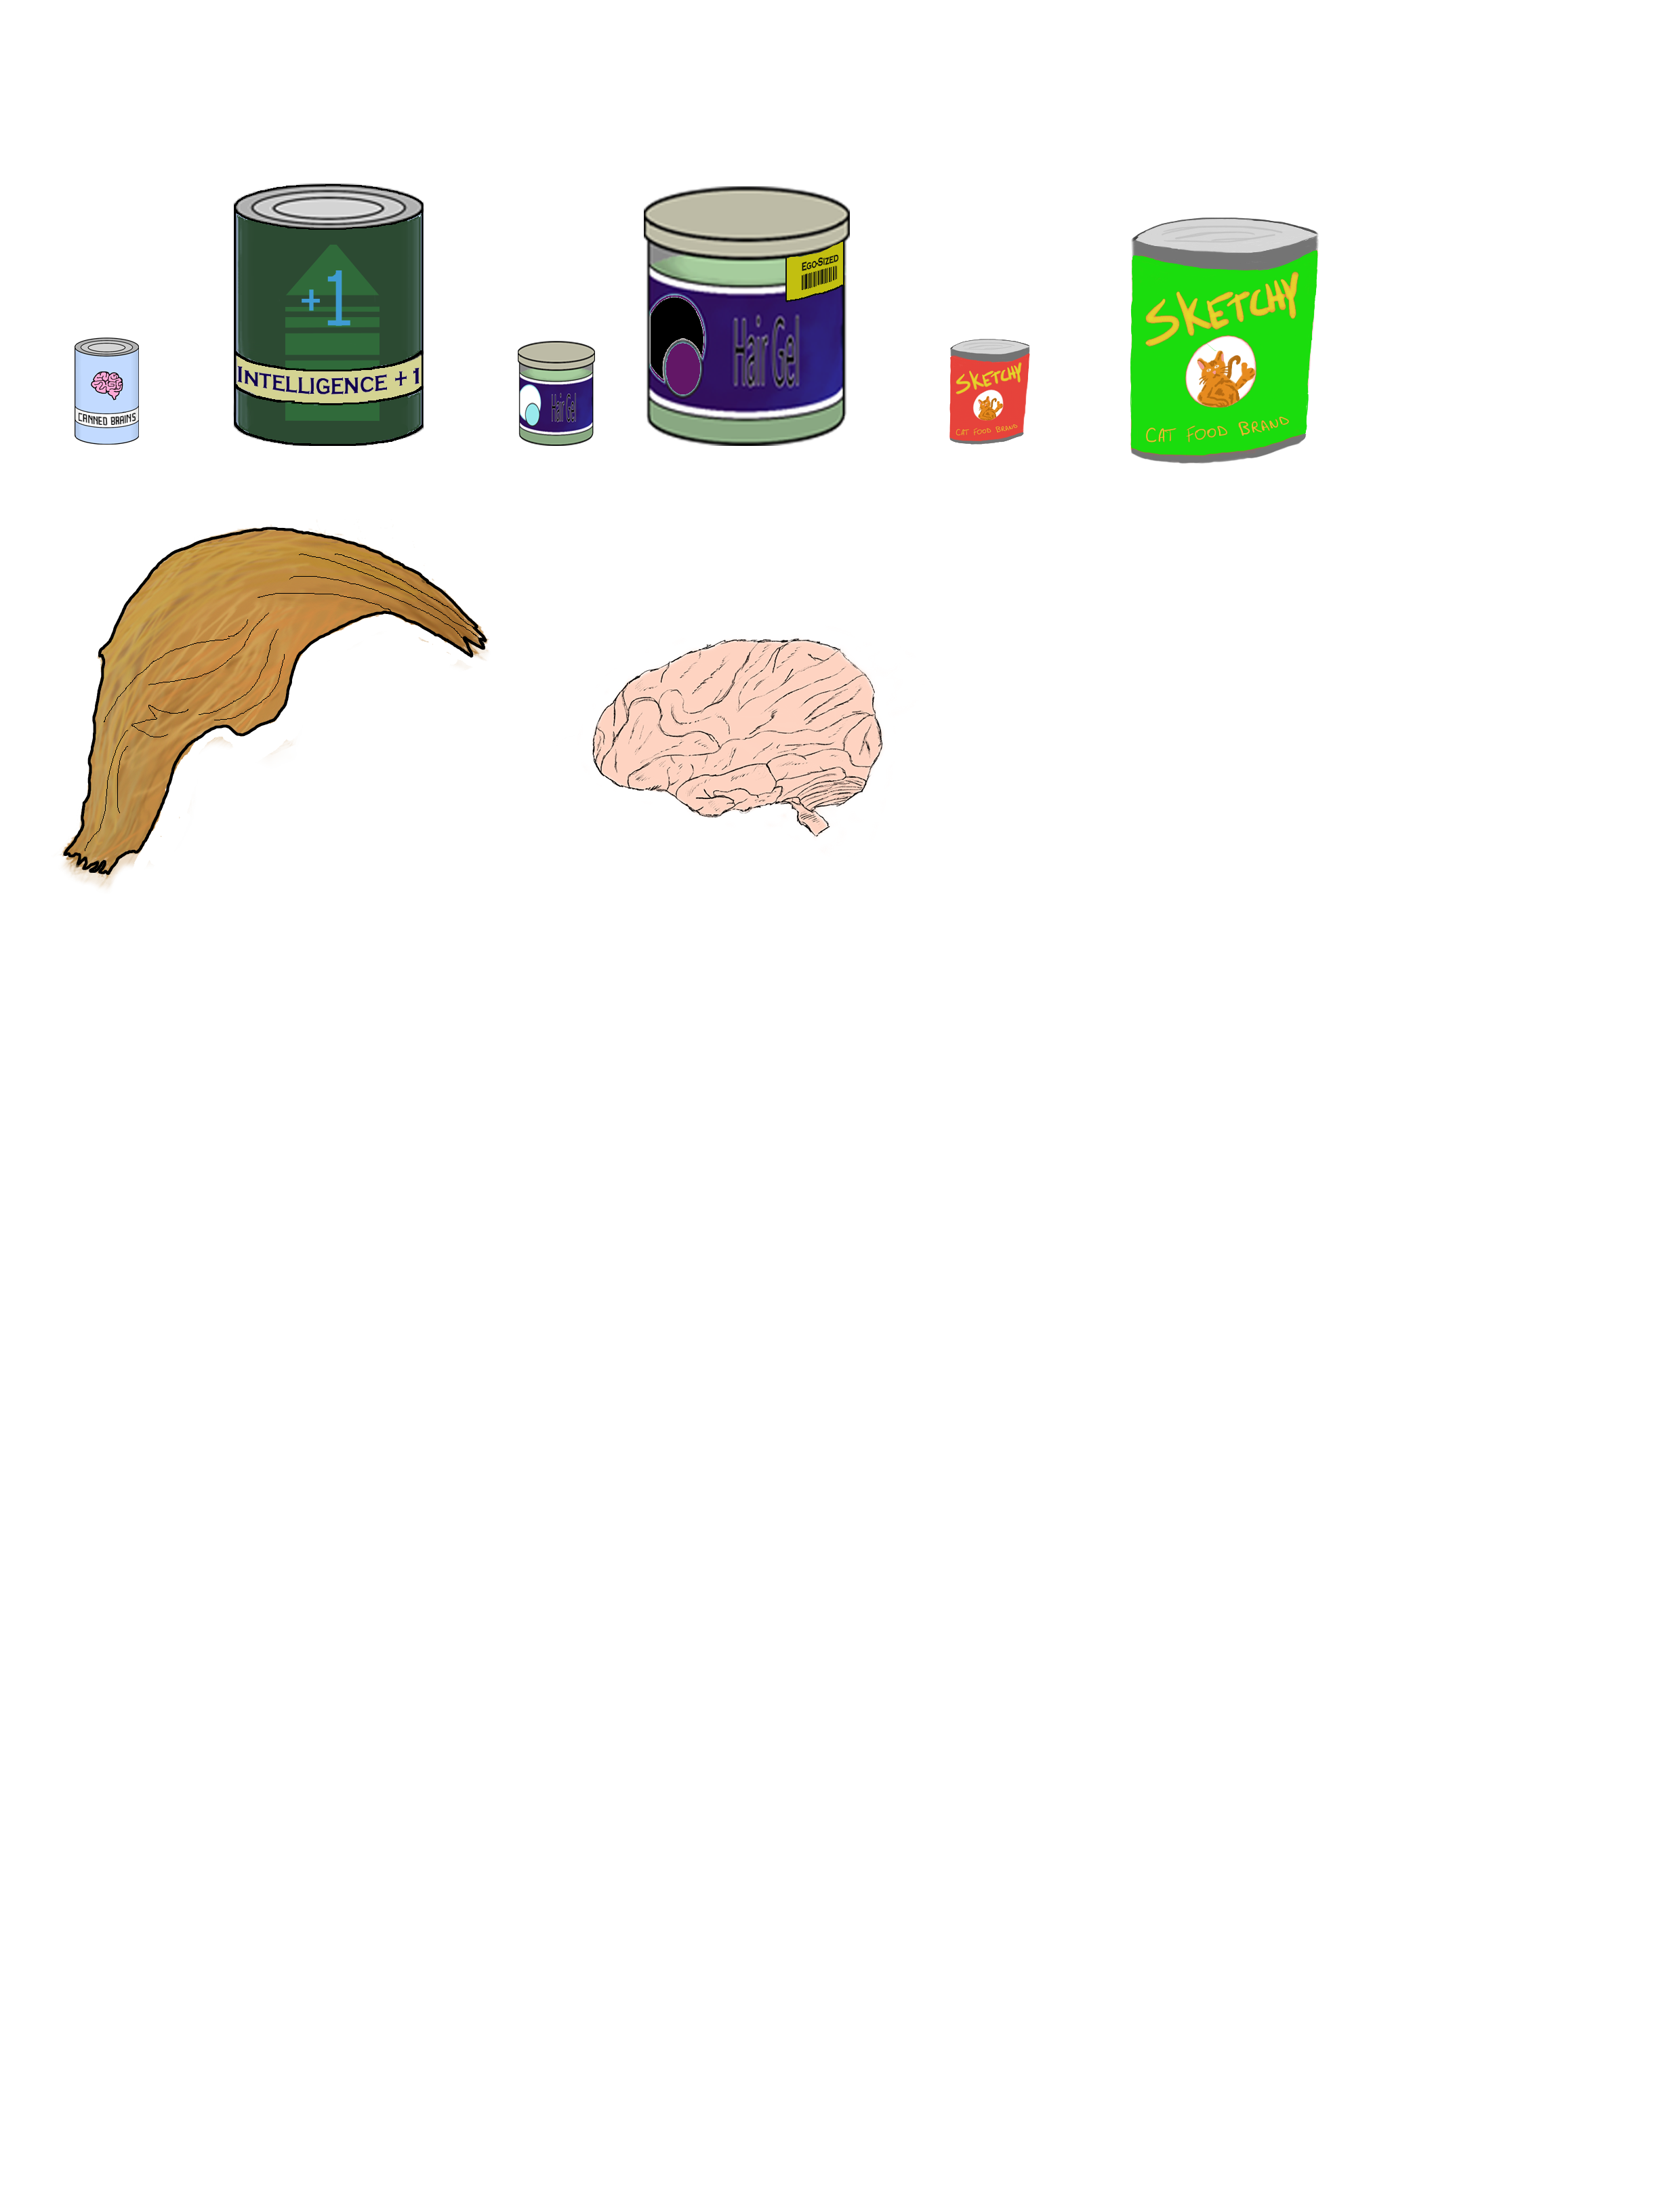 CANNED BRAINS
+1
INTELLIGENCE + 1
Hair Gel
EGO-SIZED
Hair Gel
SKETCHY
CAT FOOD BRAND
SKETCHY
CAT FOOD BRAND